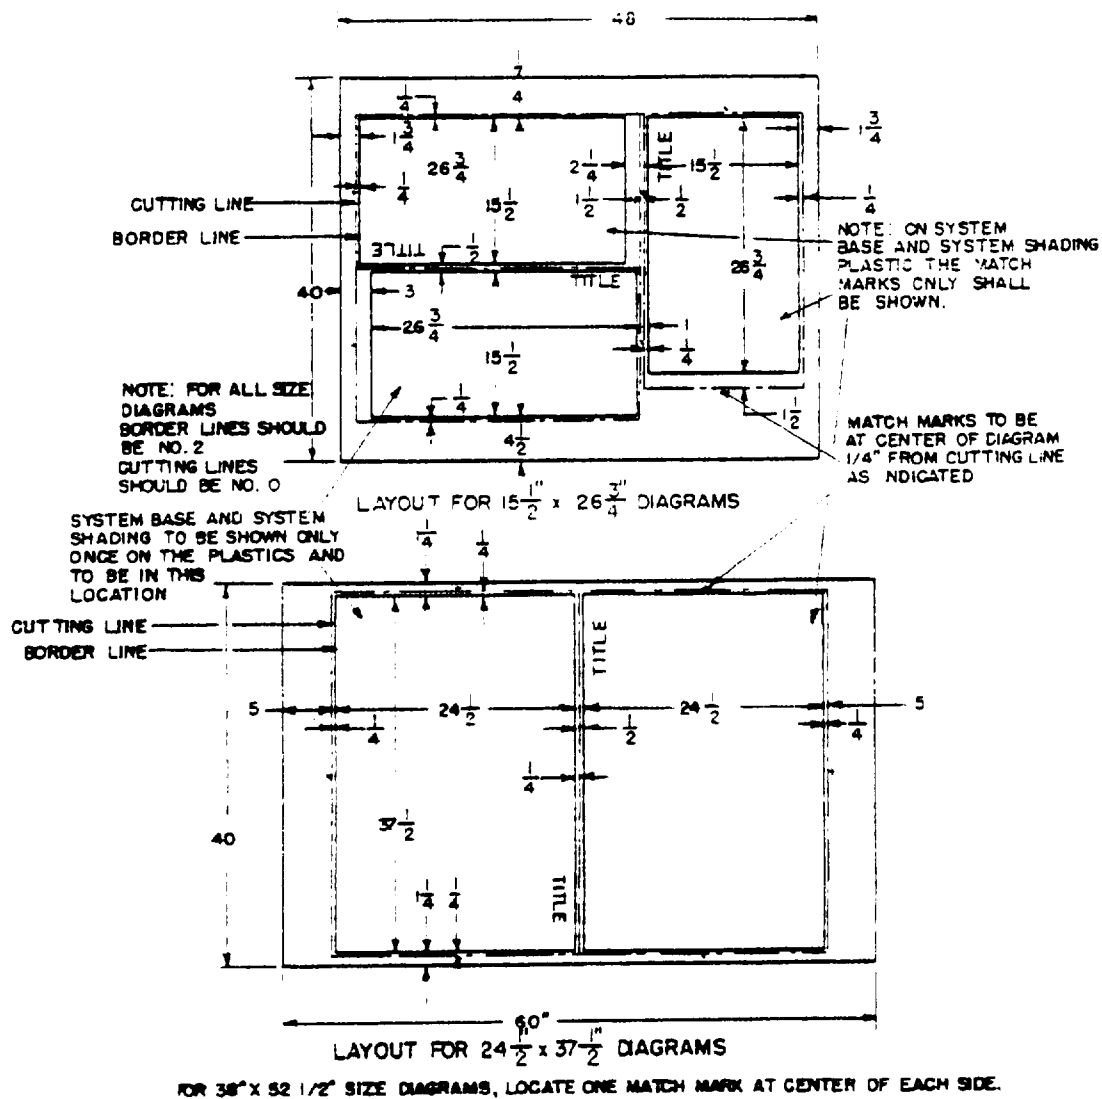 48
7
4
1/4
1 3/4
1 3/4
26 3/4
2 1/4
15 1/2
TITLE
1/4
15 1/2
1 1/2
1/2
1/4
CUTTING LINE
BORDER LINE
TITLE
1/2
NOTE: ON SYSTEM
BASE AND SYSTEM SHADING
PLASTIC THE MATCH
MARKS ONLY SHALL
BE SHOWN.
26 3/4
TITLE
40
3
26 3/4
1/4
15 1/2
NOTE: FOR ALL SIZE
DIAGRAMS
BORDER LINES SHOULD
BE NO. 2
CUTTING LINES
SHOULD BE NO. 0
1/4
4 1/2
1 1/2
MATCH MARKS TO BE
AT CENTER OF DIAGRAM
1/4" FROM CUTTING LINE
AS NDICATED
LAYOUT FOR 15 1/2" x 26 3/4" DIAGRAMS
SYSTEM BASE AND SYSTEM
SHADING TO BE SHOWN ONLY
ONCE ON THE PLASTICS AND
TO BE IN THIS
LOCATION
1 1/4
1/4
CUTTING LINE
BORDER LINE
TITLE
5
24 1/2
24 1/2
5
1/4
1/2
1/4
1/4
37 1/2
40
1 1/4
1/4
TITLE
60"
LAYOUT FOR 24 1/2" x 37 1/2" DIAGRAMS
FOR 38" X 52 1/2" SIZE DIAGRAMS, LOCATE ONE MATCH MARK AT CENTER OF EACH SIDE.